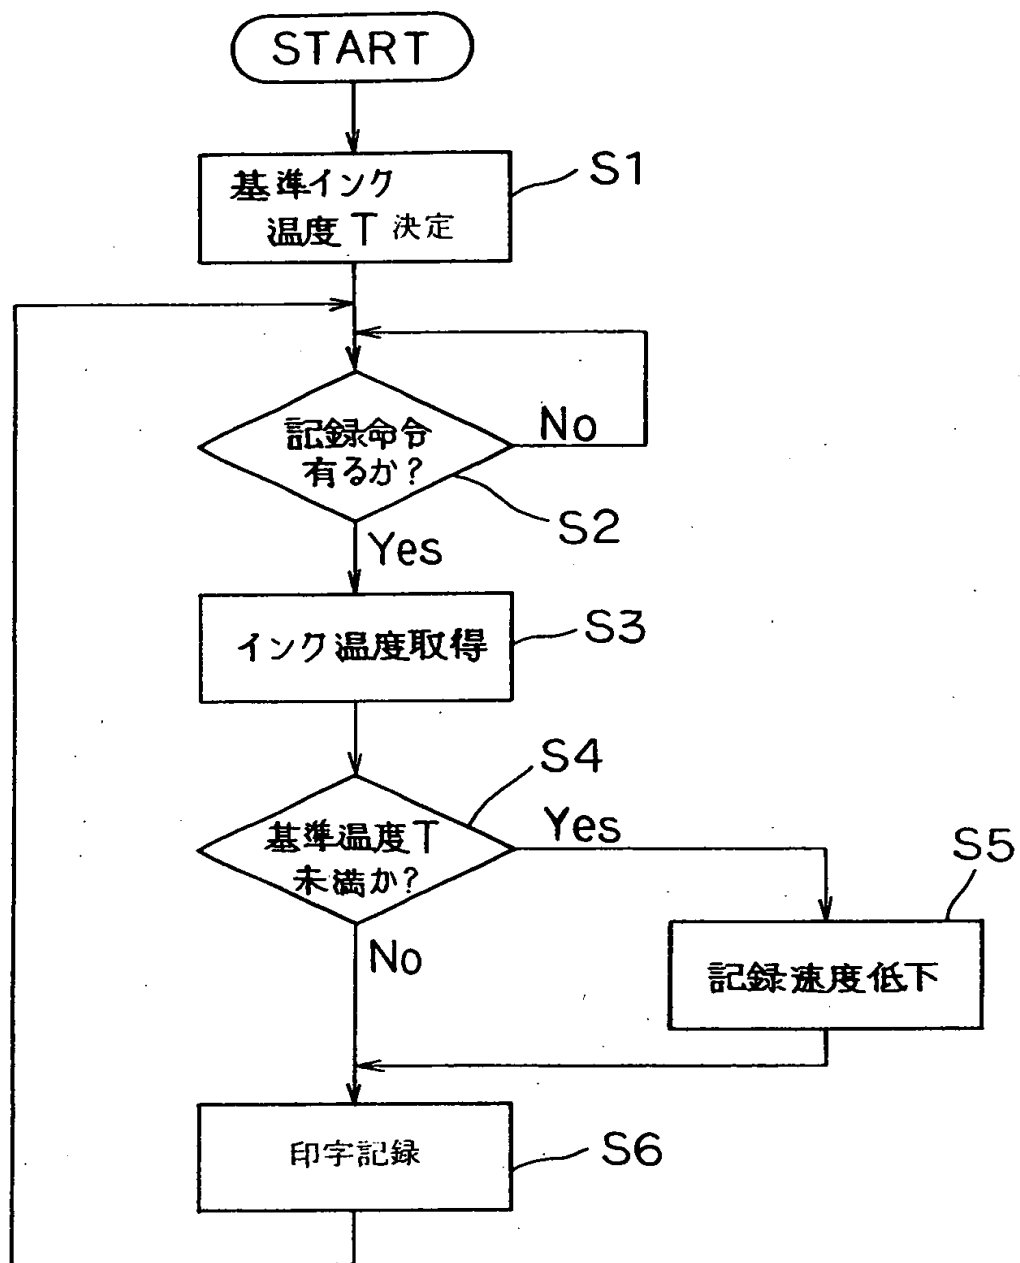 START
基準インク
温度T決定
S1
記録命令
有るか?
No
S2
Yes
インク温度取得
S3
S4
基準温度T
未満か?
Yes
S5
No
記録速度低下
印字記録
S6